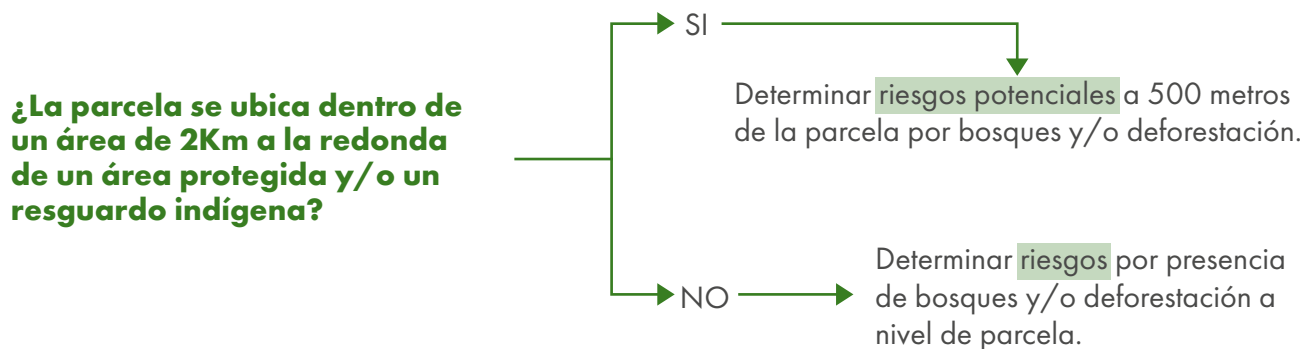 ¿La parcela se ubica dentro de
un área de 2Km a la redonda
de un área protegida y/o un
resguardo indígena?
SI
Determinar riesgos potenciales a 500 metros
de la parcela por bosques y/o deforestación.
NO
Determinar riesgos por presencia
de bosques y/o deforestación a
nivel de parcela.